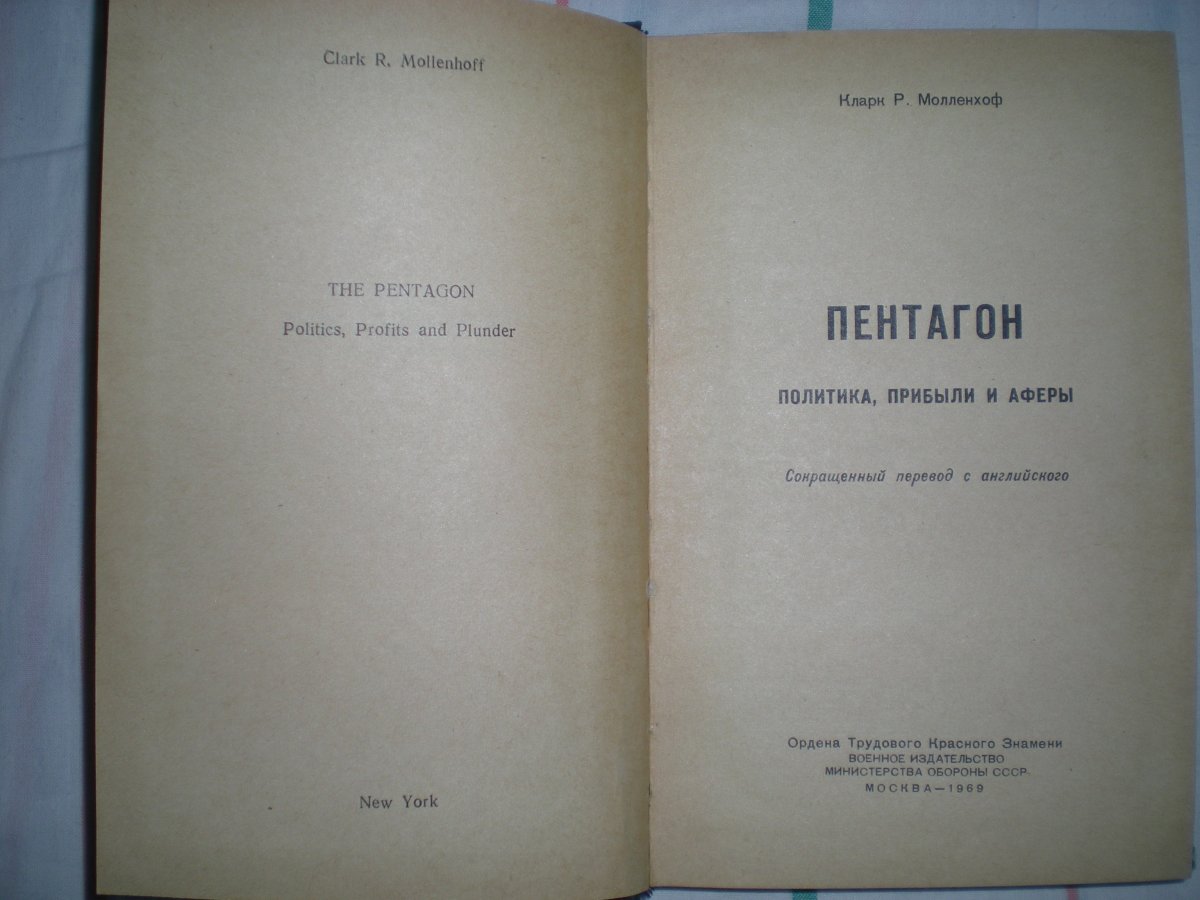 Clark R. Mollenhoff
THE PENTAGON
Politics, Profits and Plunder
New York
Кларк Р. Молленхоф
ПЕНТАГОН
ПОЛИТИКА, ПРИБЫЛИ И АФЕРЫ
Сокращенный перевод с английского
Ордена Трудового Красного Знамени
ВОЕННОЕ ИЗДАТЕЛЬСТВО
МИНИСТЕРСТВА ОБОРОНЫ СССР
МОСКВА—1969